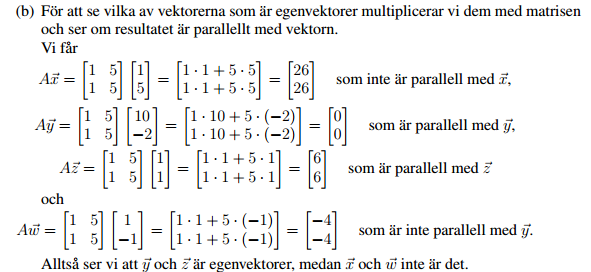 (b) För att se vilka av vektorerna som är egenvektorer multiplicerar vi dem med matrisen
och ser om resultatet är parallellt med vektorn.
Vi får
$A\vec{x} = \begin{bmatrix} 1 & 5 \\ 1 & 5 \end{bmatrix} \begin{bmatrix} 1 \\ 5 \end{bmatrix} = \begin{bmatrix} 1 \cdot 1 + 5 \cdot 5 \\ 1 \cdot 1 + 5 \cdot 5 \end{bmatrix} = \begin{bmatrix} 26 \\ 26 \end{bmatrix}$ som inte är parallell med $\vec{x}$,
$A\vec{y} = \begin{bmatrix} 1 & 5 \\ 1 & 5 \end{bmatrix} \begin{bmatrix} 10 \\ -2 \end{bmatrix} = \begin{bmatrix} 1 \cdot 10 + 5 \cdot (-2) \\ 1 \cdot 10 + 5 \cdot (-2) \end{bmatrix} = \begin{bmatrix} 0 \\ 0 \end{bmatrix}$ som är parallell med $\vec{y}$,
$A\vec{z} = \begin{bmatrix} 1 & 5 \\ 1 & 5 \end{bmatrix} \begin{bmatrix} 1 \\ 1 \end{bmatrix} = \begin{bmatrix} 1 \cdot 1 + 5 \cdot 1 \\ 1 \cdot 1 + 5 \cdot 1 \end{bmatrix} = \begin{bmatrix} 6 \\ 6 \end{bmatrix}$ som är parallell med $\vec{z}$
och
$A\vec{w} = \begin{bmatrix} 1 & 5 \\ 1 & 5 \end{bmatrix} \begin{bmatrix} 1 \\ -1 \end{bmatrix} = \begin{bmatrix} 1 \cdot 1 + 5 \cdot (-1) \\ 1 \cdot 1 + 5 \cdot (-1) \end{bmatrix} = \begin{bmatrix} -4 \\ -4 \end{bmatrix}$ som är inte parallell med $\vec{y}$.
Alltså ser vi att $\vec{y}$ och $\vec{z}$ är egenvektorer, medan $\vec{x}$ och $\vec{w}$ inte är det.